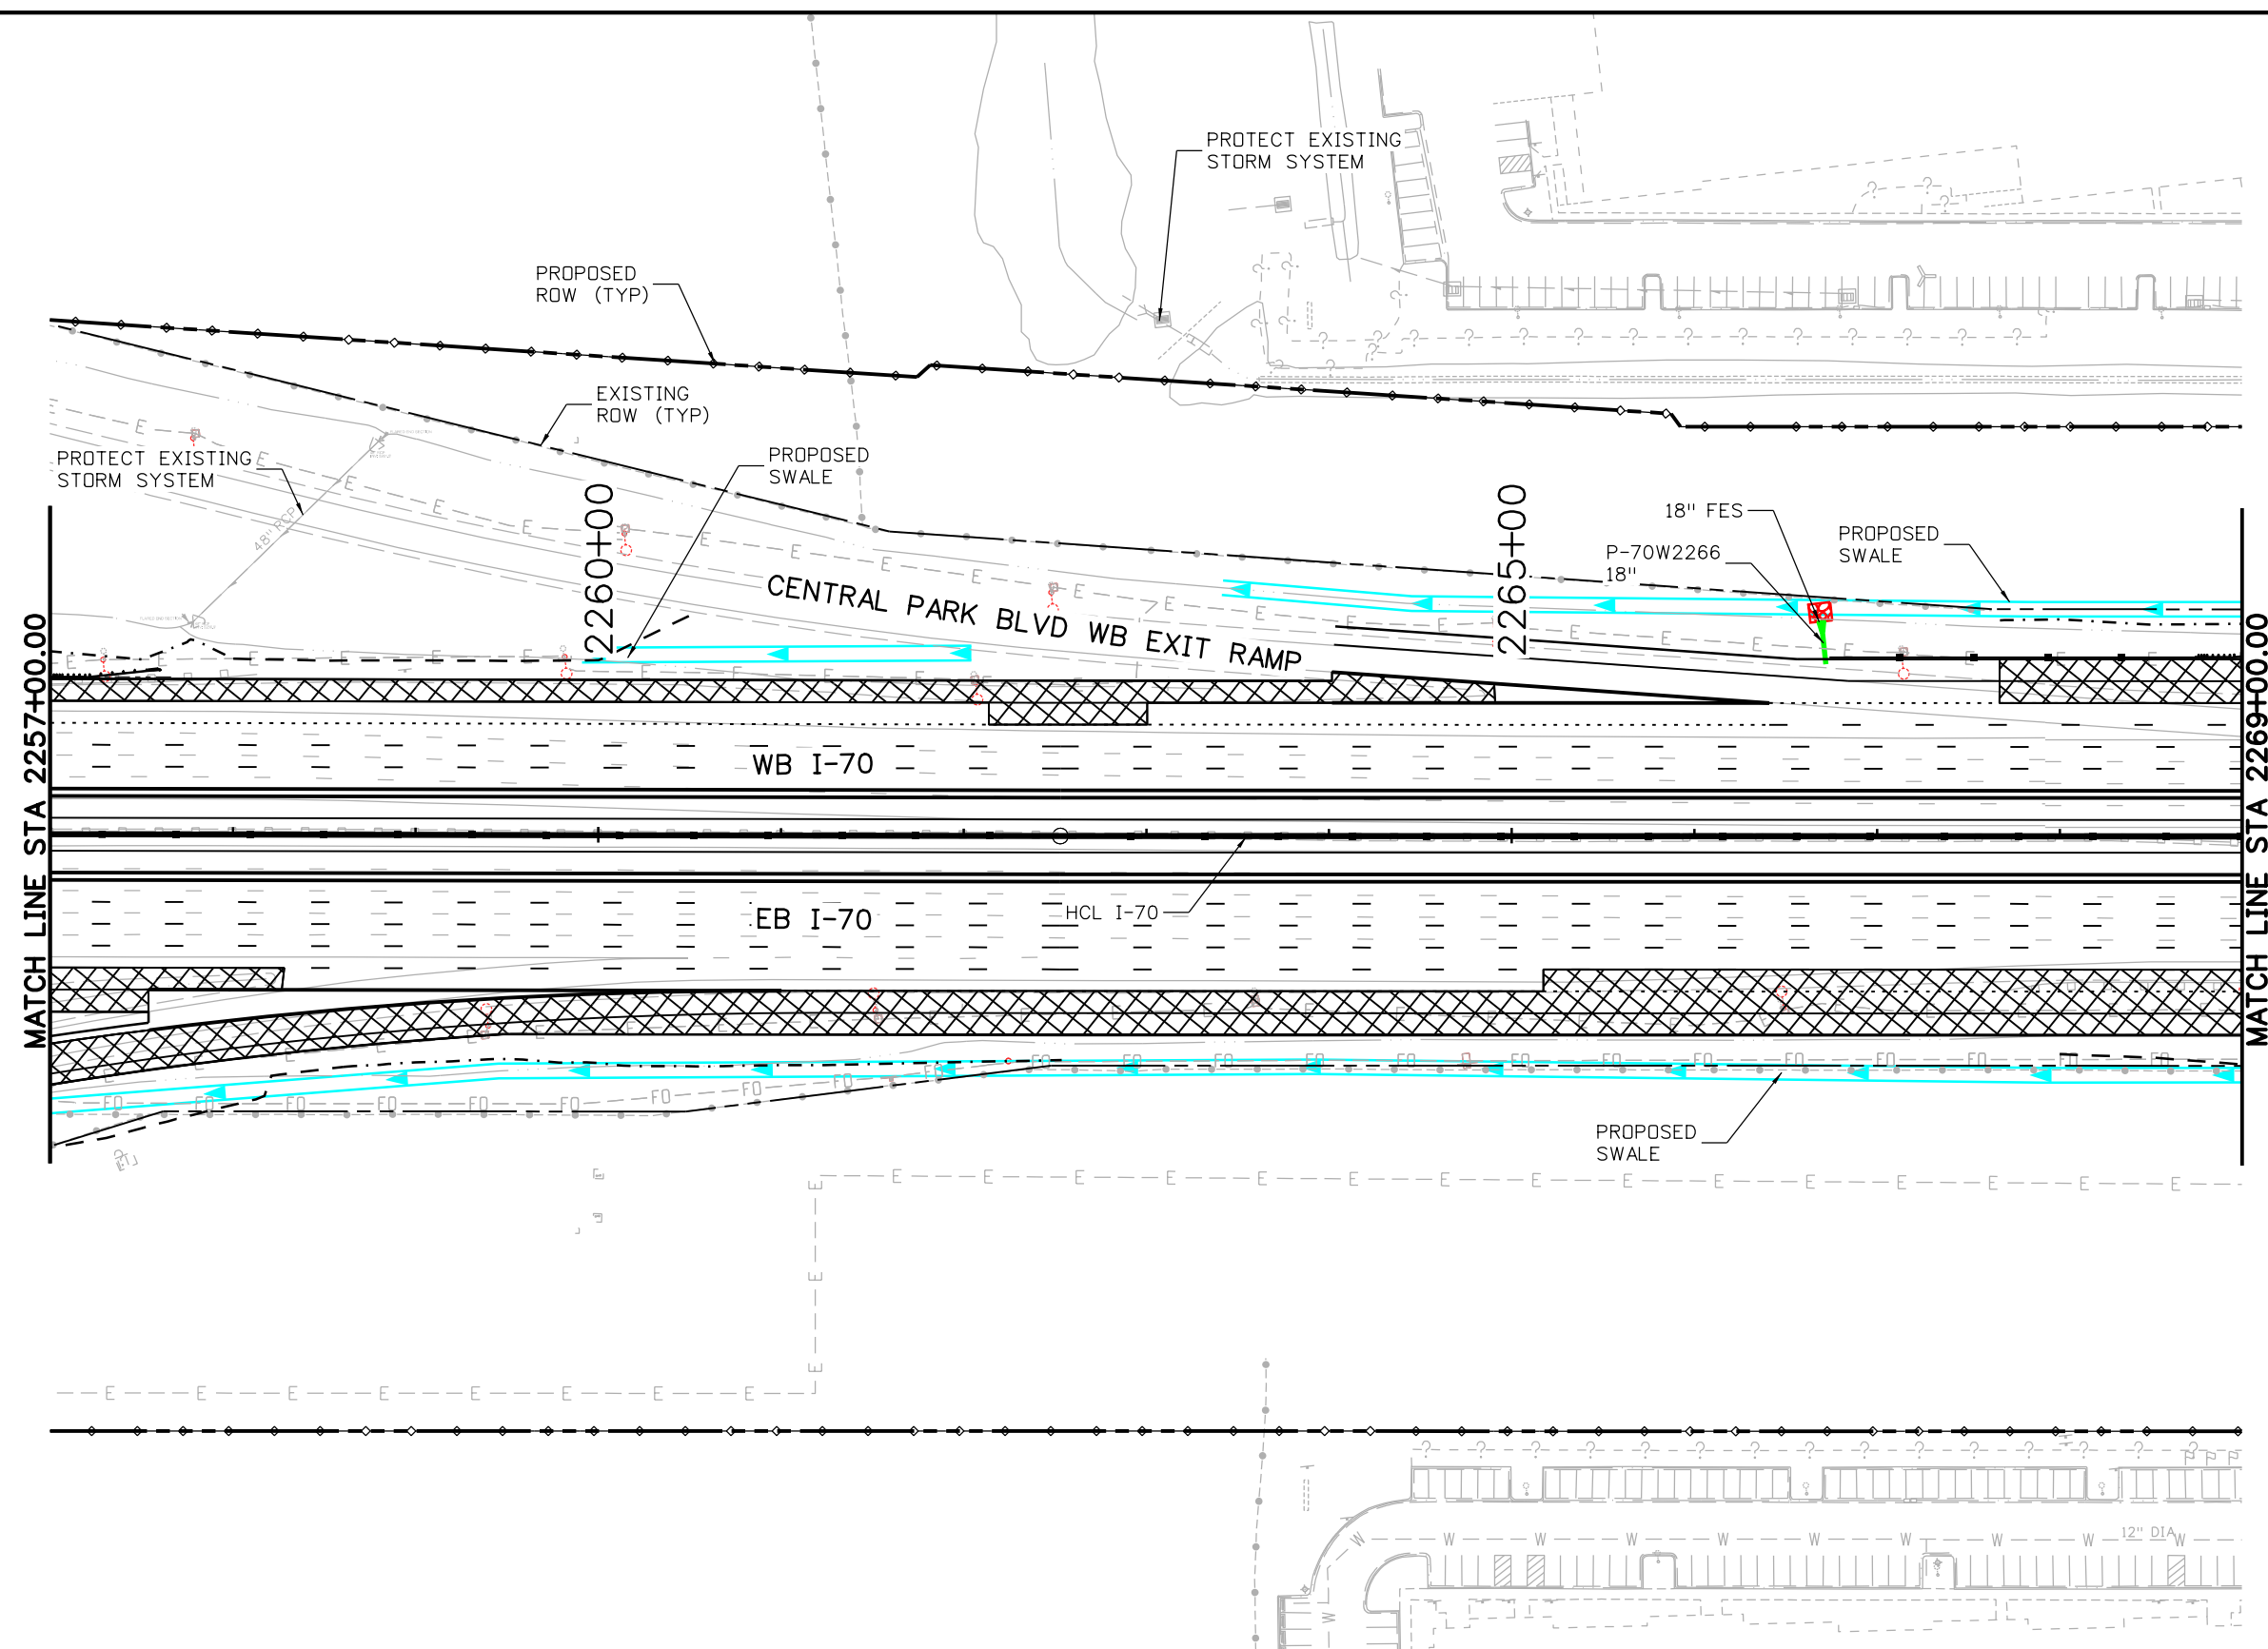 PROTECT EXISTING
STORM SYSTEM
PROPOSED
ROW (TYP)
EXISTING
ROW (TYP)
PROTECT EXISTING
STORM SYSTEM
PROPOSED
SWALE
48" RCP
2260+00
2265+00
18" FES
P-70W2266
18"
PROPOSED
SWALE
CENTRAL PARK BLVD WB EXIT RAMP
MATCH LINE STA 2257+00.00
MATCH LINE STA 2269+00.00
WB I-70
EB I-70
HCL I-70
PROPOSED
SWALE
12" DIA